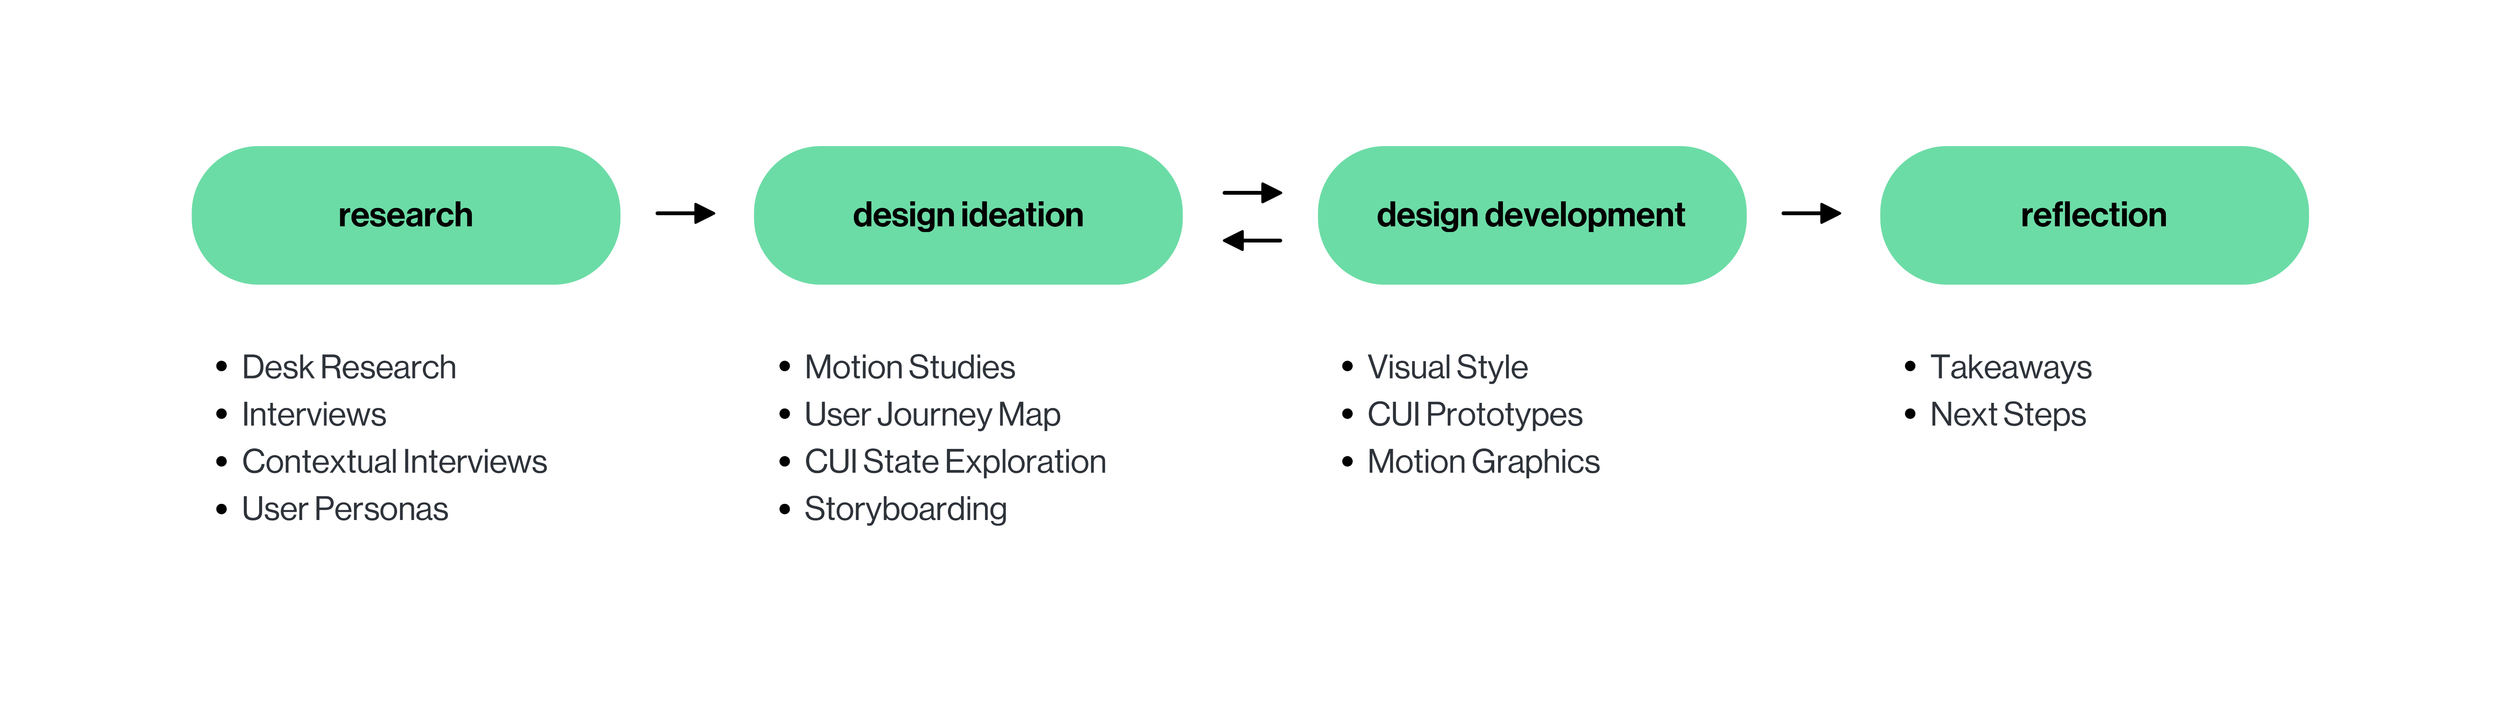 research
design ideation
design development
reflection
• Desk Research
• Interviews
• Contextual Interviews
• User Personas
• Motion Studies
• User Journey Map
• CUI State Exploration
• Storyboarding
• Visual Style
• CUI Prototypes
• Motion Graphics
• Takeaways
• Next Steps